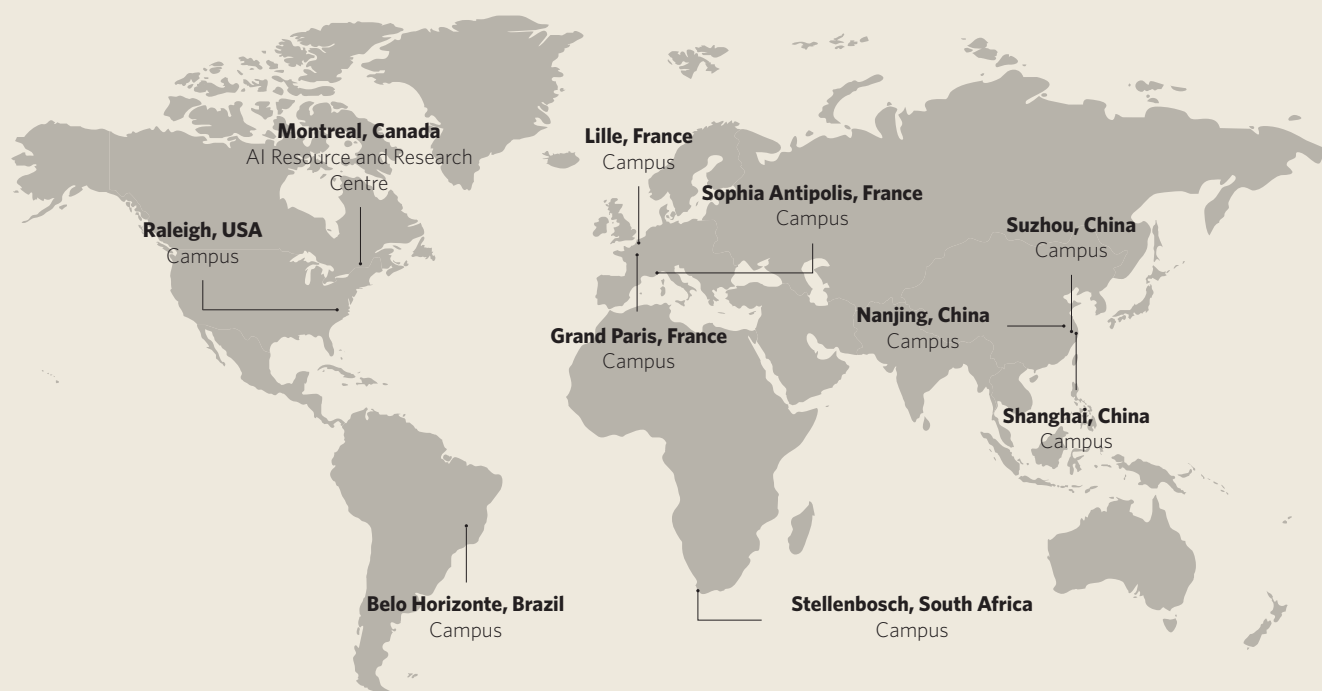 Montreal, Canada
AI Resource and Research
Centre
Lille, France
Campus
Sophia Antipolis, France
Campus
Raleigh, USA
Campus
Suzhou, China
Campus
Nanjing, China
Campus
Grand Paris, France
Campus
Shanghai, China
Campus
Belo Horizonte, Brazil
Campus
Stellenbosch, South Africa
Campus